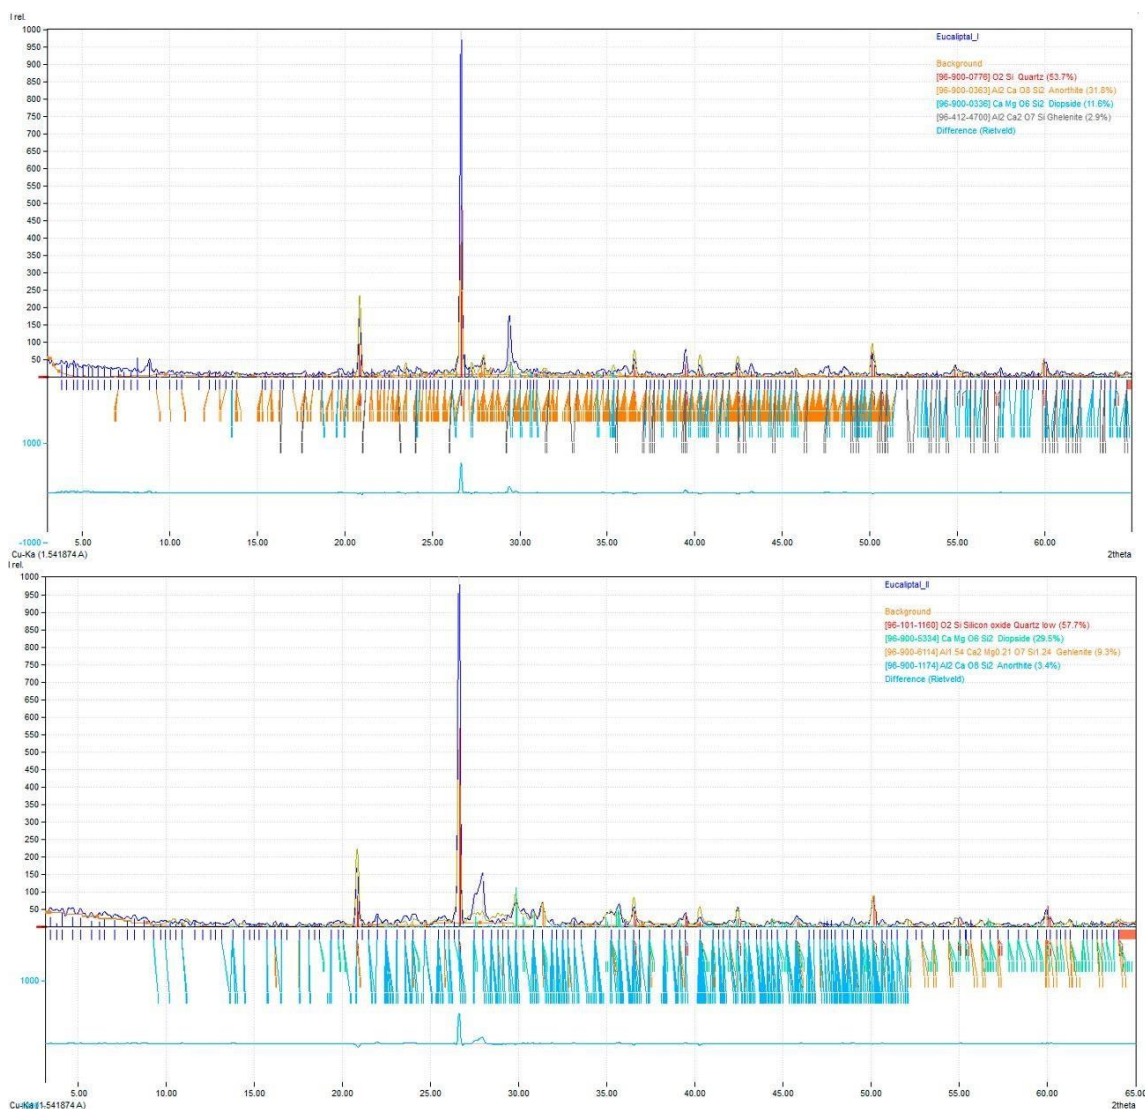 I rel.
1000
950
900
850
800
750
700
650
600
550
500
450
400
350
300
250
200
150
100
50
1000
-1000
Eucaliptal_I
Background
[96-900-0776] O2 Si Quartz (53.7%)
[96-900-0363] Al2 Ca O8 Si2 Anorthite (31.8%)
[96-900-0336] Ca Mg O6 Si2 Diopside (11.6%)
[96-412-4700] Al2 Ca2 O7 Si Ghelenite (2.9%)
Difference (Rietveld)
5.00 10.00 15.00 20.00 25.00 30.00 35.00 40.00 45.00 50.00 55.00 60.00
Cu-Ka (1.541874 A) 2theta
I rel.
1000
950
900
850
800
750
700
650
600
550
500
450
400
350
300
250
200
150
100
50
1000
Eucaliptal_II
Background
[96-101-1160] O2 Si Silicon oxide Quartz low (57.7%)
[96-900-5334] Ca Mg O6 Si2 Diopside (29.5%)
[96-900-6114] Al1.54 Ca2 Mg0.21 O7 Si1.24 Gehlenite (9.3%)
[96-900-1174] Al2 Ca O8 Si2 Anorthite (3.4%)
Difference (Rietveld)
5.00 10.00 15.00 20.00 25.00 30.00 35.00 40.00 45.00 50.00 55.00 60.00 65.00
Cu-Ka (1.541874 A) 2theta